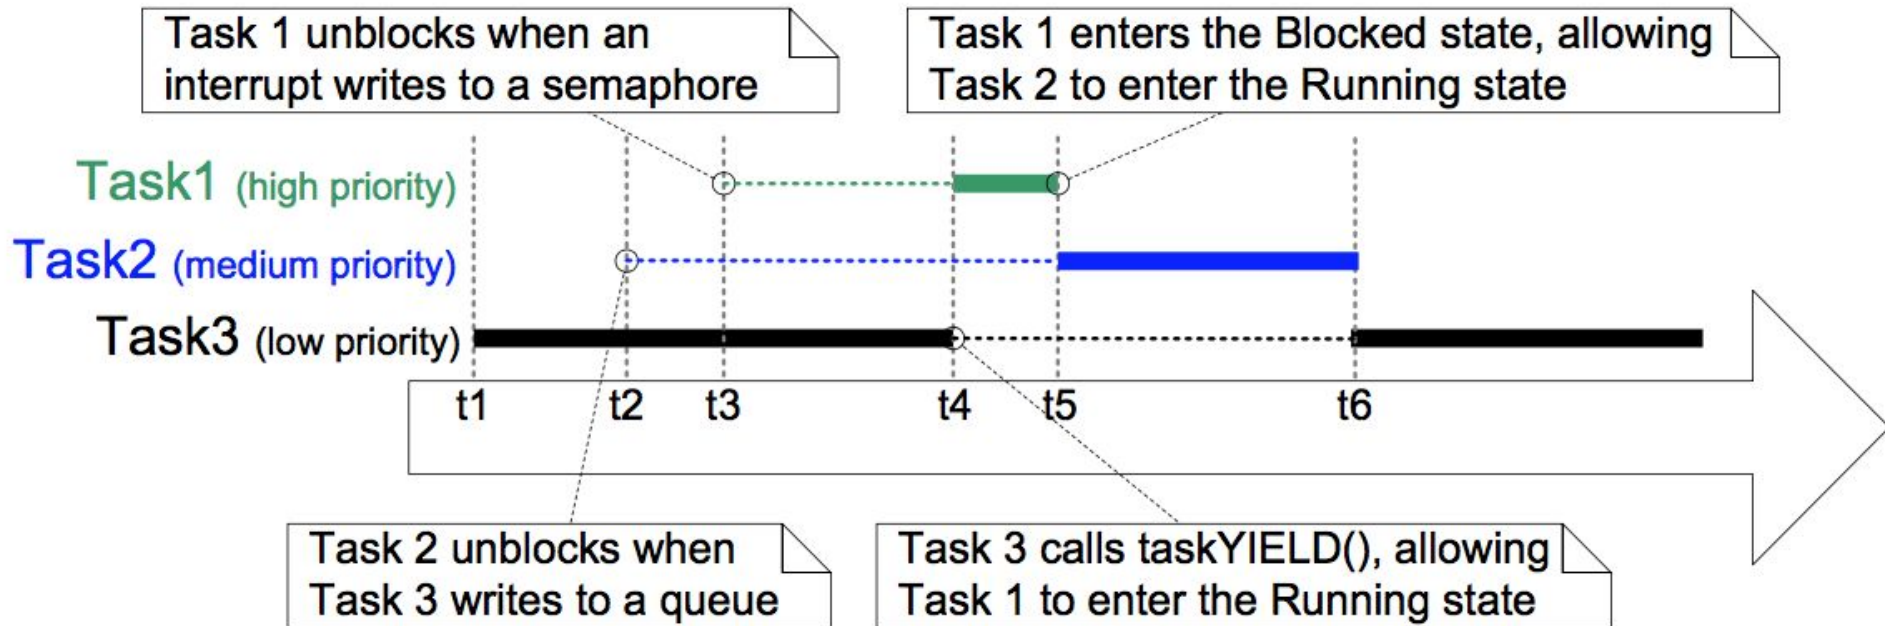 Task 1 unblocks when an
interrupt writes to a semaphore
Task 1 enters the Blocked state, allowing
Task 2 to enter the Running state
Task1 (high priority)
Task2 (medium priority)
Task3 (low priority)
t1 t2 t3 t4 t5 t6
Task 2 unblocks when
Task 3 writes to a queue
Task 3 calls taskYIELD(), allowing
Task 1 to enter the Running state